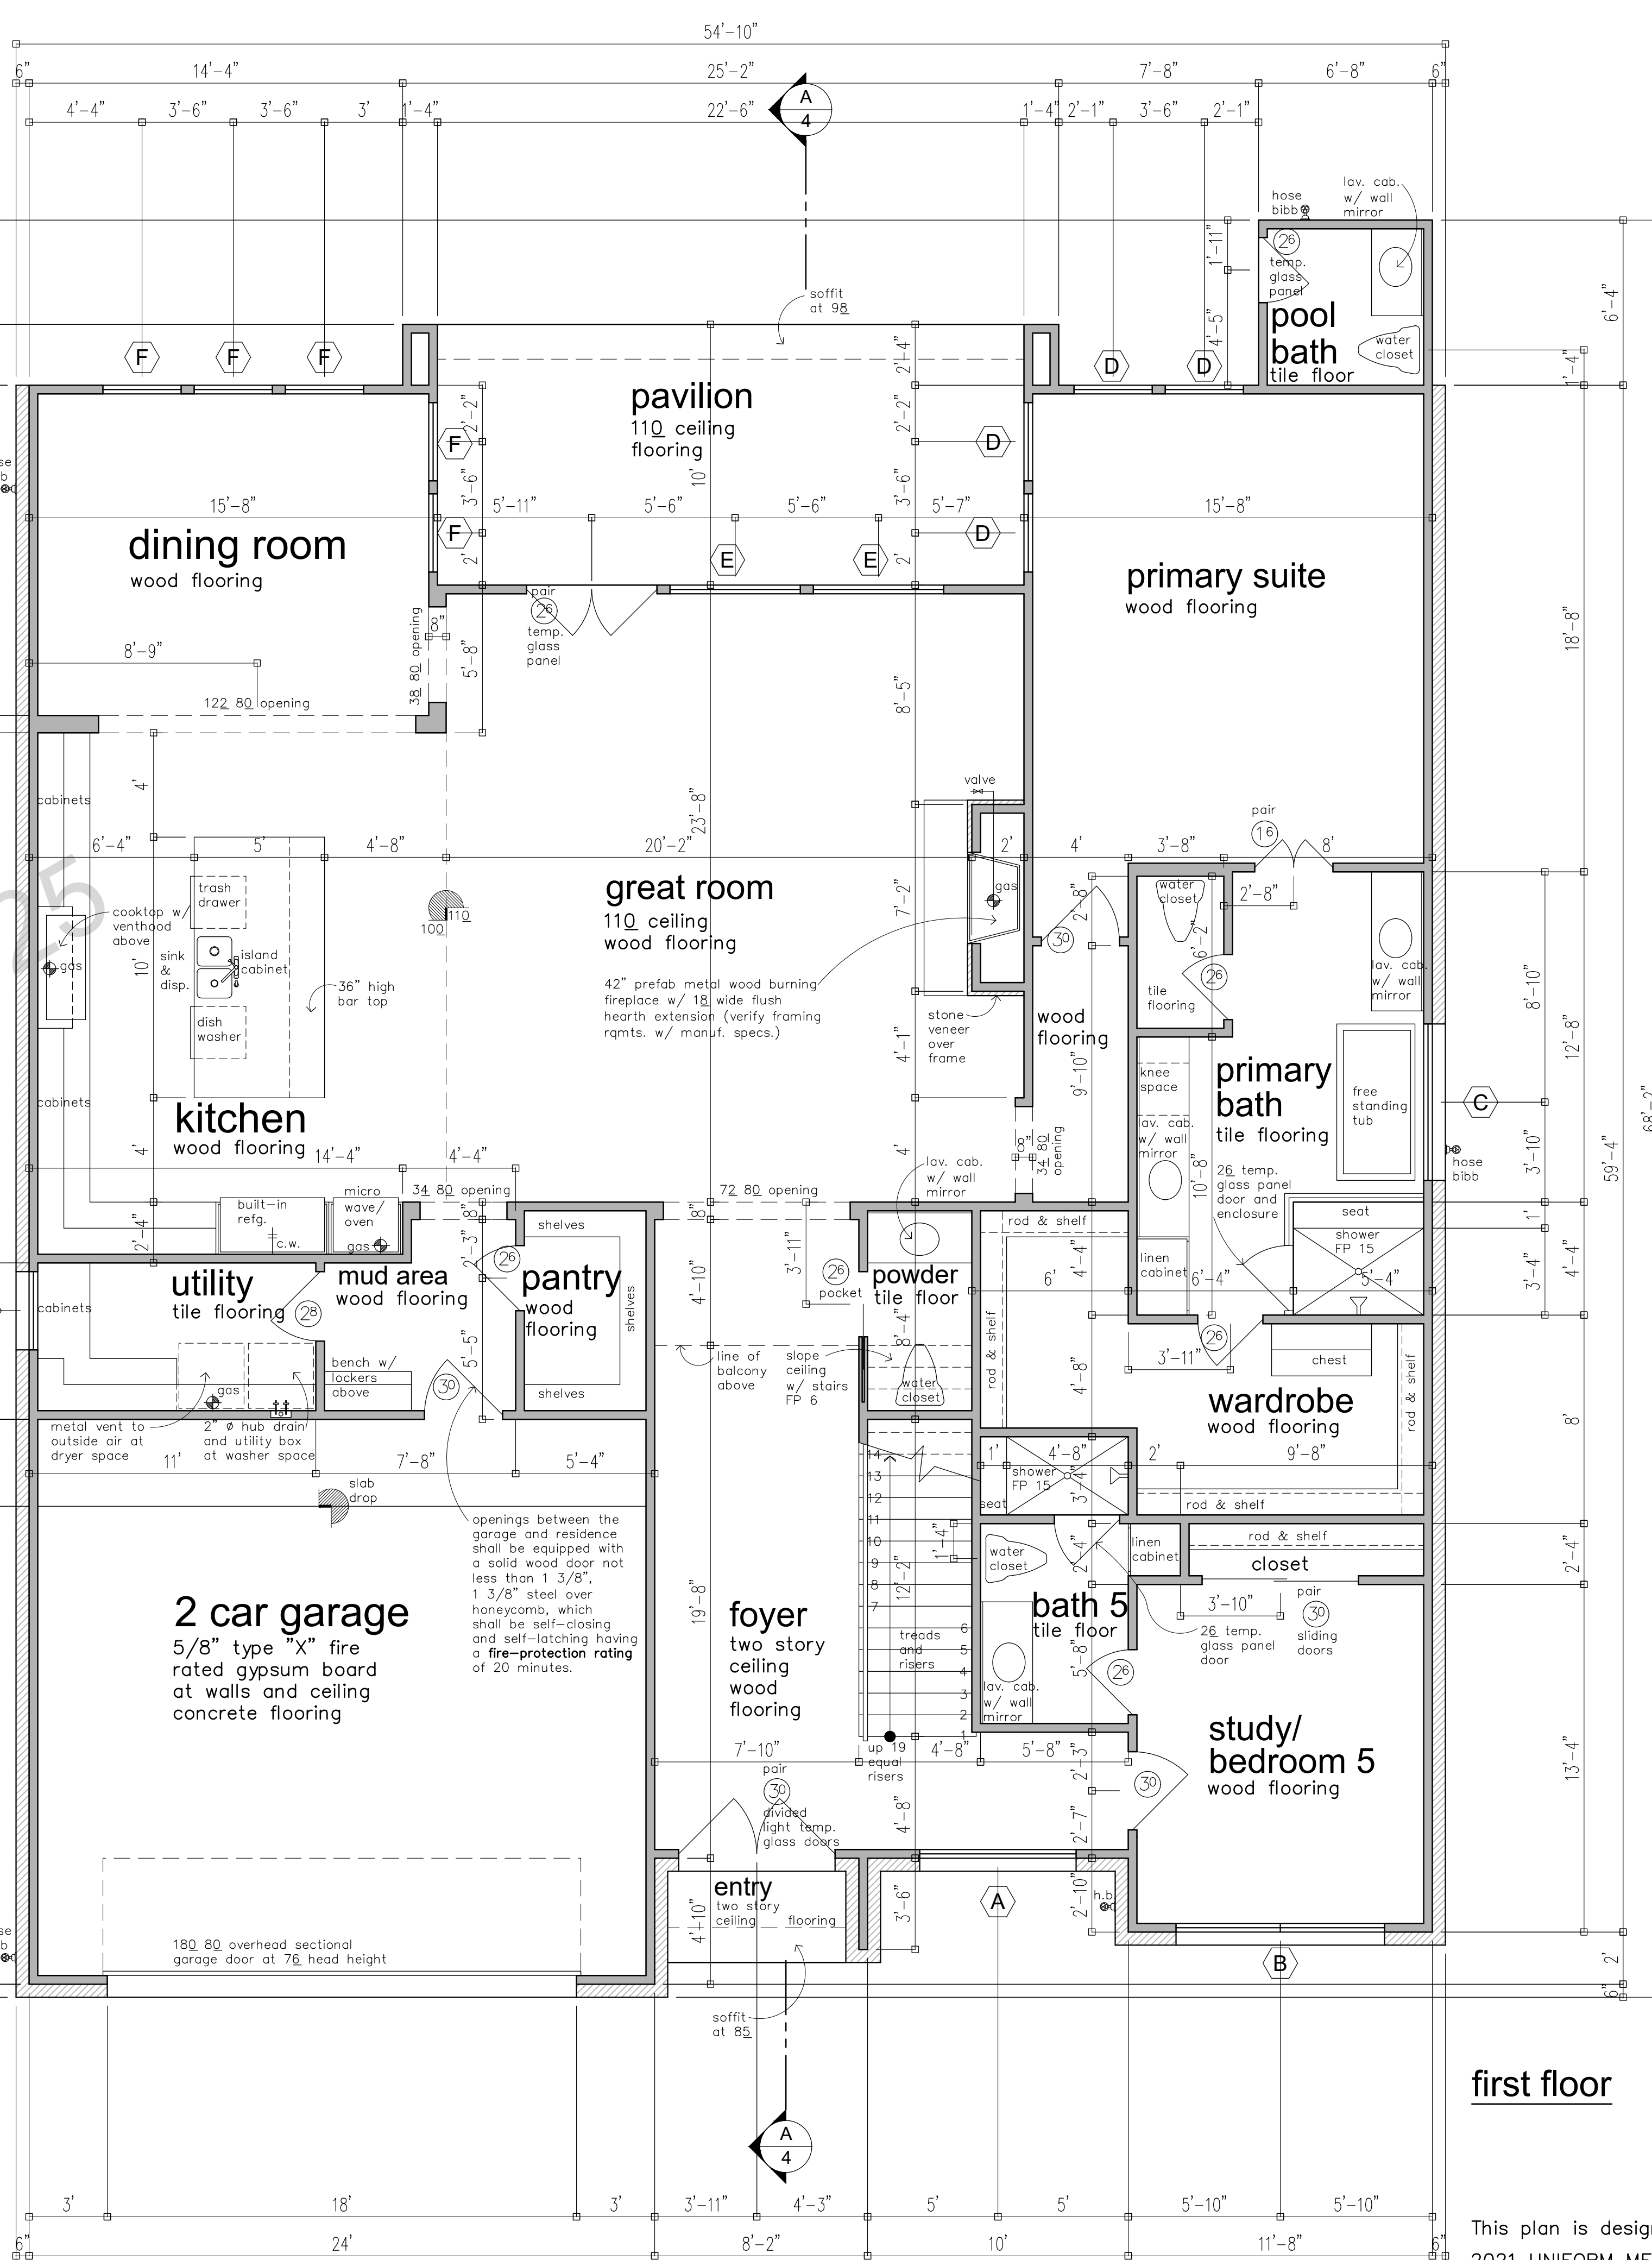 54'-10"
6" 14'-4" 25'-2" 7'-8" 6'-8" 6"
4'-4" 3'-6" 3'-6" 3' 1'-4" 22'-6" 1'-4" 2'-1" 3'-6" 2'-1"
A
4
hose
bibb
lav. cab.
w/ wall
mirror
26
temp.
glass
panel
1'-11"
4'-5"
6'-4"
1'-4"
pool
bath
tile floor
water
closet
soffit
at 98
F F F
D D
pavilion
110 ceiling
flooring
2'-4"
2'-2"
3'-6"
2'
10'
2'-2"
3'-6"
2'
F
F
D
D
E E
15'-8" 5'-11" 5'-6" 5'-6" 5'-7" 15'-8"
dining room
wood flooring
primary suite
wood flooring
pair
26
temp.
glass
panel
38 80 opening
8"
5'-8"
8'-5"
18'-8"
8'-9"
122 80 opening
25
cabinets
4'
6'-4" 5' 4'-8" 20'-2" 2' 4' 3'-8" 8'
23'-8"
valve
pair
16
trash
drawer
cooktop w/
venthood
above
gas
10'
sink
&
disp.
island
cabinet
dish
washer
36" high
bar top
110
100
great room
110 ceiling
wood flooring
42" prefab metal wood burning
fireplace w/ 18 wide flush
hearth extension (verify framing
rqmts. w/ manuf. specs.)
7'-2"
gas
stone
veneer
over
frame
4'-1"
4'
2'-8"
30
wood
flooring
9'-10"
water
closet
6'-2"
26
tile
flooring
2'-8"
lav. cab.
w/ wall
mirror
8'-10"
12'-8"
68'-2"
59'-4"
primary
bath
tile flooring
knee
space
lav. cab.
w/ wall
mirror
10'-8"
26 temp.
glass panel
door and
enclosure
free
standing
tub
C
hose
bibb
3'-10"
cabinets
kitchen
wood flooring
4'
14'-4" 4'-4"
8"
34 80
opening
lav. cab.
w/ wall
mirror
built-in
refg.
c.w.
micro
wave/
oven
gas
34 80 opening
72 80 opening
2'-4"
8"
8"
2'-3"
26
shelves
shelves
shelves
pantry
wood
flooring
utility
tile flooring
cabinets
28
mud area
wood flooring
bench w/
lockers
above
30
5'-5"
gas
metal vent to
outside air at
dryer space
2" ø hub drain
and utility box
at washer space
4'-10"
3'-11"
26
pocket
powder
tile floor
8'-4"
water
closet
line of
balcony
above
slope
ceiling
w/ stairs
FP 6
rod & shelf
rod & shelf
6'
4'-4"
4'-8"
linen
cabinet
6'-4"
seat
shower
FP 15
5'-4"
1'
3'-4"
4'-4"
26
3'-11"
chest
rod & shelf
wardrobe
wood flooring
8'
11' 7'-8" 5'-4"
1' 4'-8" 2' 9'-8"
slab
drop
seat
shower
FP 15
3'-4"
rod & shelf
openings between the
garage and residence
shall be equipped with
a solid wood door not
less than 1 3/8",
1 3/8" steel over
honeycomb, which
shall be self-closing
and self-latching having
a fire-protection rating
of 20 minutes.
2 car garage
5/8" type "X" fire
rated gypsum board
at walls and ceiling
concrete flooring
14
13
12
11
10
9
8
7
6
5
4
3
2
1
12'-2"
1'-4"
treads
and
risers
up 19
equal
risers
foyer
two story
ceiling
wood
flooring
19'-8"
water
closet
2'-4"
linen
cabinet
rod & shelf
closet
2'-4"
bath 5
tile floor
5'-8"
lav. cab.
w/ wall
mirror
26
3'-10"
pair
30
sliding
doors
26 temp.
glass panel
door
study/
bedroom 5
wood flooring
13'-4"
7'-10" 4'-8" 5'-8"
2'-3"
30
2'-7"
4'-8"
pair
30
divided
light temp.
glass doors
entry
two story
ceiling flooring
4'-10"
3'-6"
A
2'-10"
h.b
B
2'
6"
180 80 overhead sectional
garage door at 76 head height
soffit
at 85
first floor
A
4
3' 18' 3' 3'-11" 4'-3" 5' 5' 5'-10" 5'-10"
6" 24' 8'-2" 10' 11'-8" 6"
This plan is desig
2021 UNIFORM ME